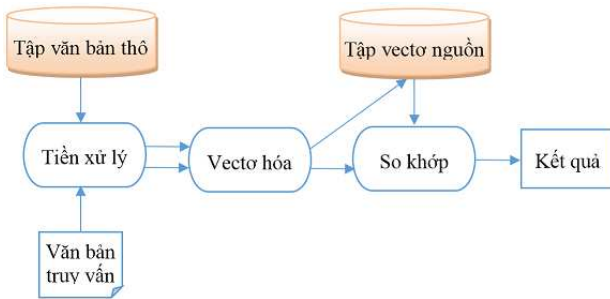 Tập văn bản thô
Tập vectơ nguồn
Tiền xử lý
Vectơ hóa
So khớp
Kết quả
Văn bản
truy vấn